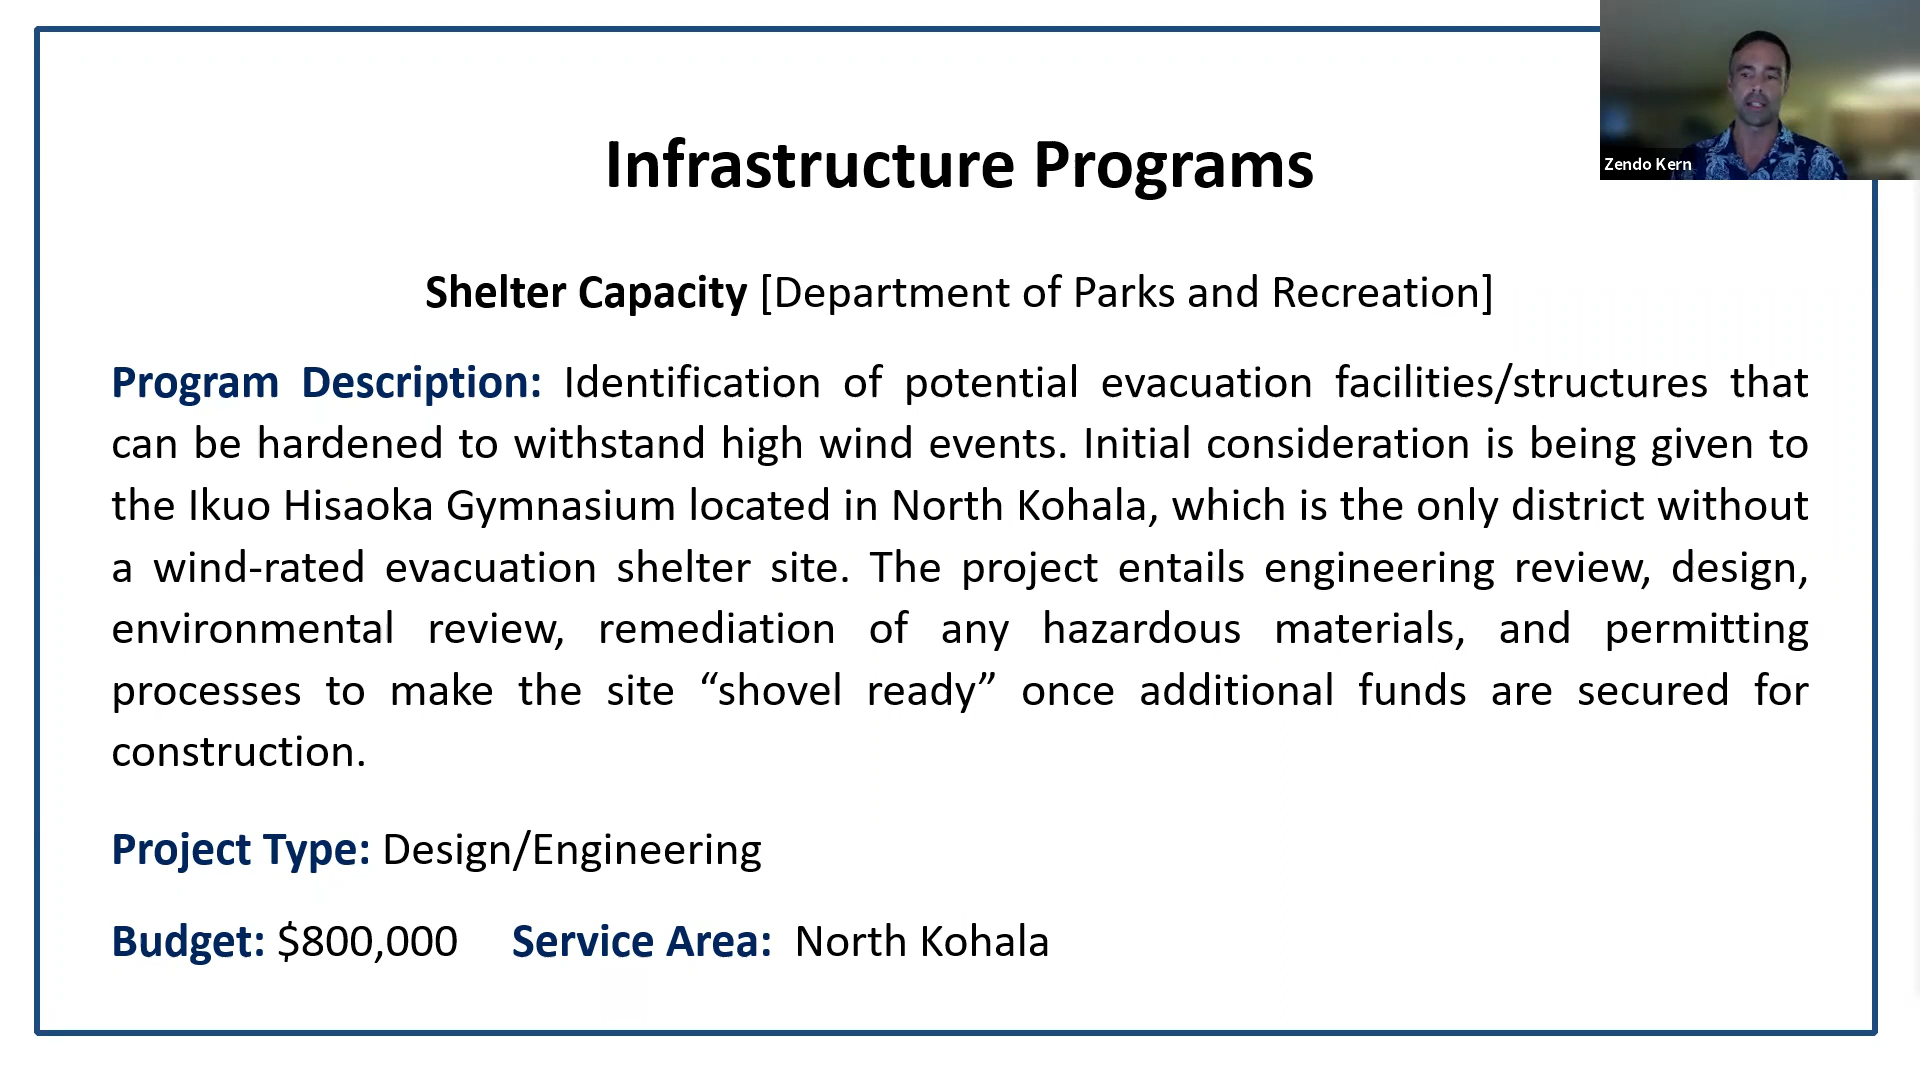 Infrastructure Programs
Zendo Kern
Shelter Capacity [Department of Parks and Recreation]
Program Description: Identification of potential evacuation facilities/structures that
can be hardened to withstand high wind events. Initial consideration is being given to
the Ikuo Hisaoka Gymnasium located in North Kohala, which is the only district without
a wind-rated evacuation shelter site. The project entails engineering review, design,
environmental review, remediation of any hazardous materials, and permitting
processes to make the site “shovel ready” once additional funds are secured for
construction.
Project Type: Design/Engineering
Budget: $800,000 Service Area: North Kohala